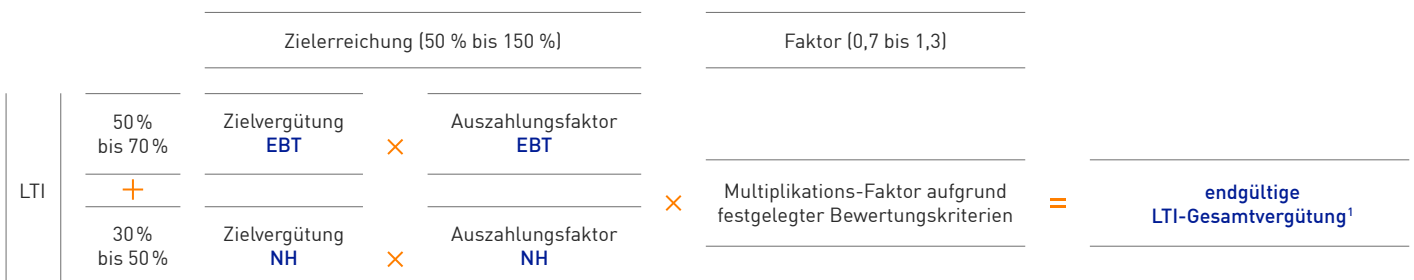 Zielerreichung (50 % bis 150 %)
Faktor (0,7 bis 1,3)
LTI
50 %
bis 70 %
Zielvergütung
EBT
×
Auszahlungsfaktor
EBT
+
30 %
bis 50 %
Zielvergütung
NH
×
Auszahlungsfaktor
NH
×
Multiplikations-Faktor aufgrund
festgelegter Bewertungskriterien
=
endgültige
LTI-Gesamtvergütung¹